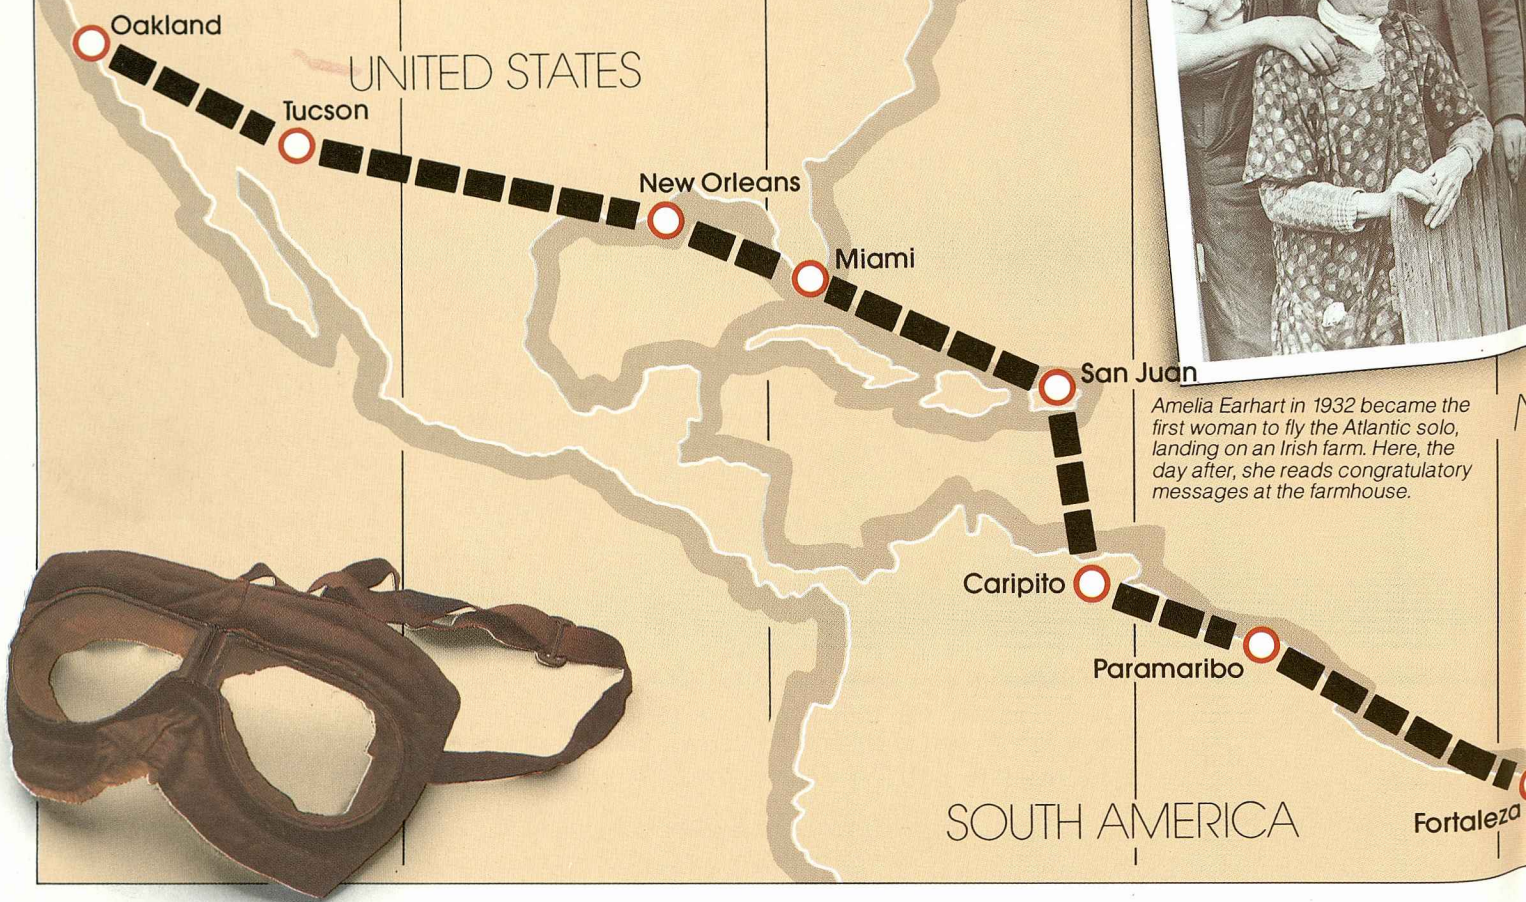 Oakland
UNITED STATES
Tucson
New Orleans
Miami
San Juan
Amelia Earhart in 1932 became the
first woman to fly the Atlantic solo,
landing on an Irish farm. Here, the
day after, she reads congratulatory
messages at the farmhouse.
Caripito
Paramaribo
SOUTH AMERICA
Fortaleza